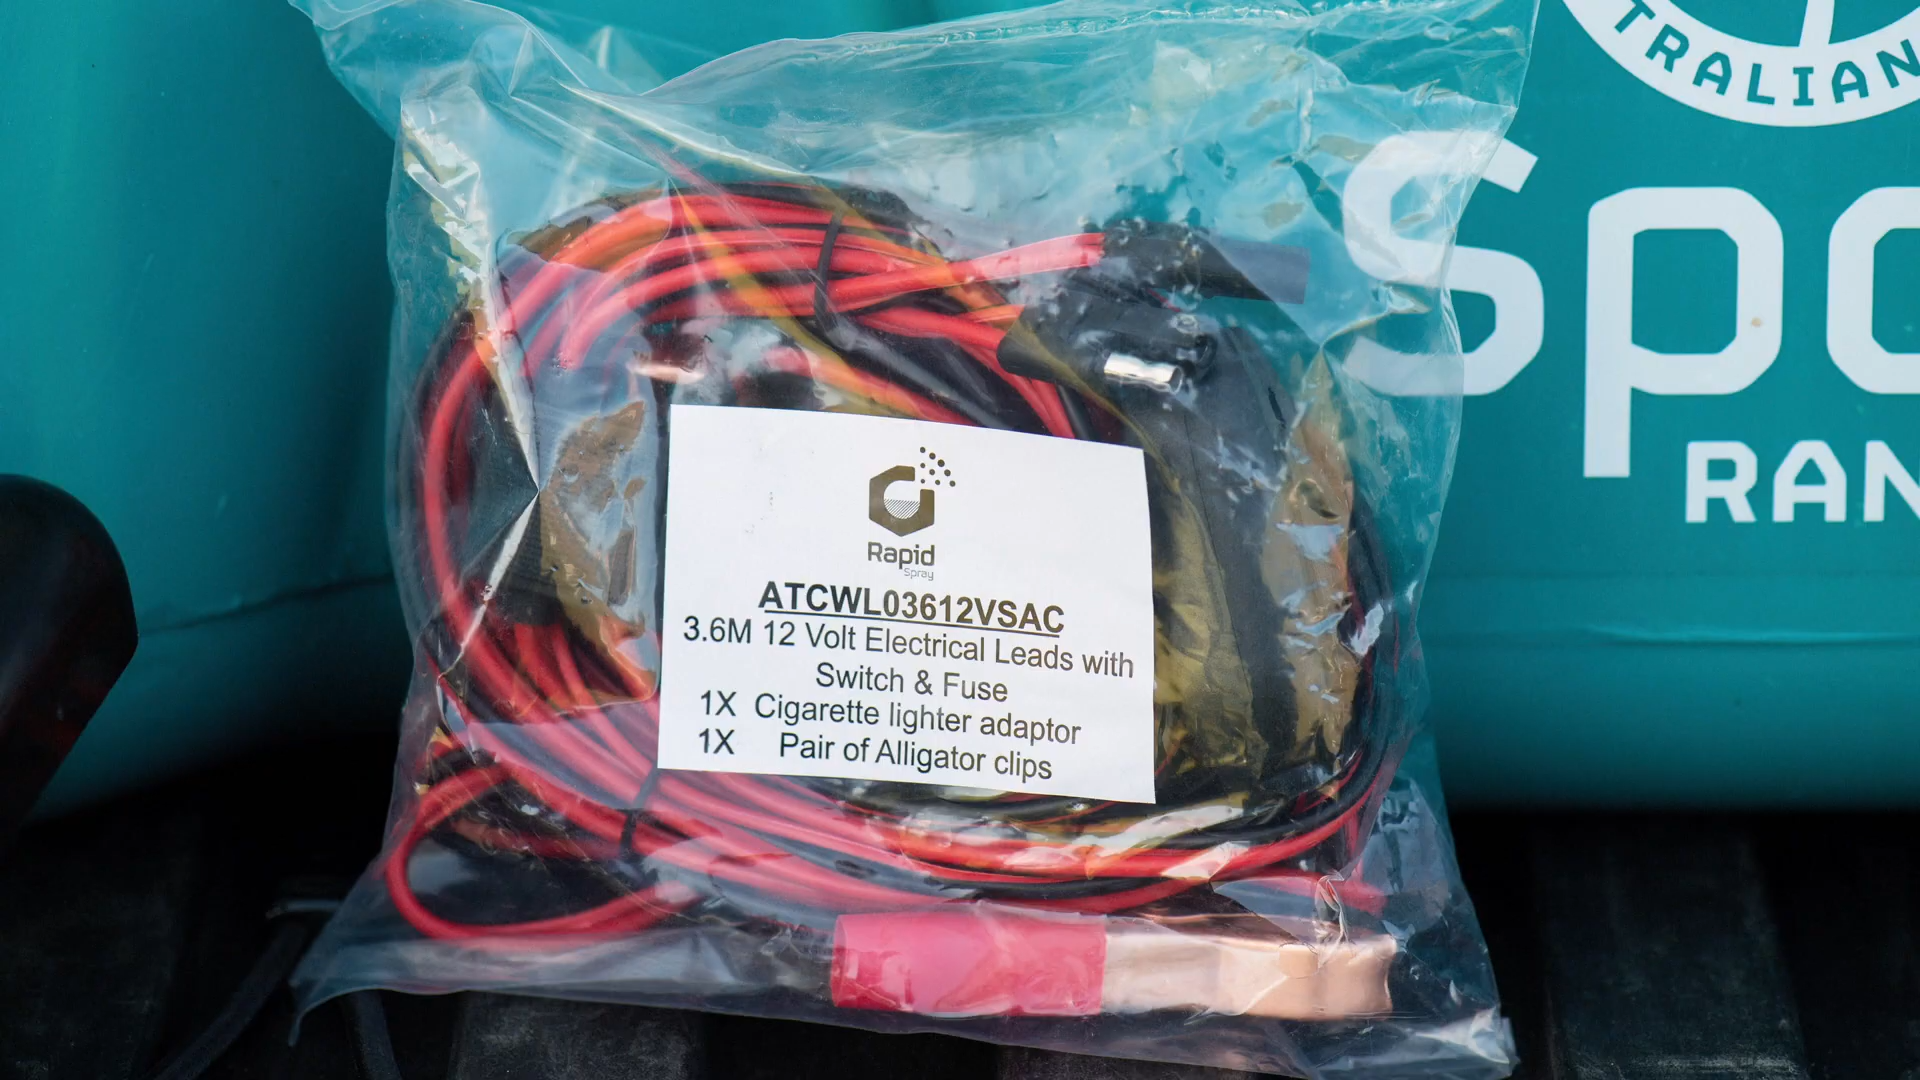 TRALIAN
Spo
RAN
Rapid
Spray
ATCWL03612VSAC
3.6M 12 Volt Electrical Leads with
Switch & Fuse
1X Cigarette lighter adaptor
1X Pair of Alligator clips